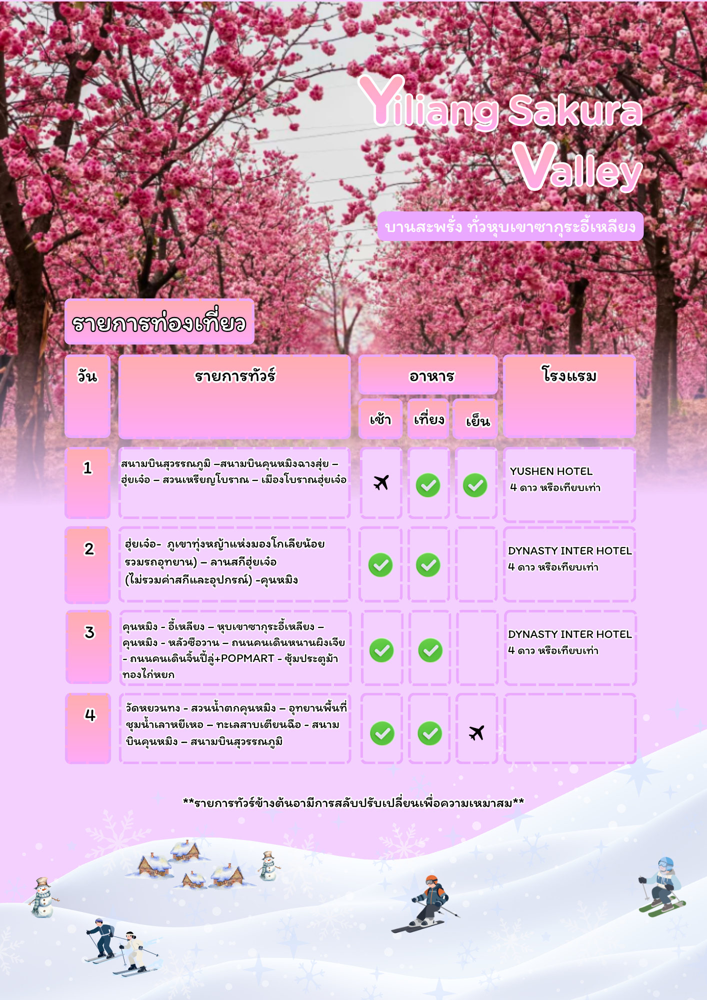 Yiliang Sakura
Valley
บานสะพรั่ง ทั่วหุบเขาซากุระอี้เหลียง
รายการท่องเที่ยว
วัน
รายการทัวร์
อาหาร
โรงแรม
เช้า
เที่ยง
เย็น
1
สนามบินสุวรรณภูมิ –สนามบินคุนหมิงฉางสุ่ย –
ฮุ่ยเจ๋อ – สวนเหรียญโบราณ – เมืองโบราณฮุ่ยเจ๋อ
YUSHEN HOTEL
4 ดาว หรือเทียบเท่า
2
ฮุ่ยเจ๋อ- ภูเขาทุ่งหญ้าแห่งมองโกเลียน้อย
รวมรถอุทยาน) – ลานสกีฮุ่ยเจ๋อ
(ไม่รวมค่าสกีและอุปกรณ์) -คุนหมิง
DYNASTY INTER HOTEL
4 ดาว หรือเทียบเท่า
3
คุนหมิง - อี้เหลียง – หุบเขาซากุระอี้เหลียง –
คุนหมิง - หลัวซือวาน – ถนนคนเดินหนานผิงเจีย
- ถนนคนเดินจิ้นปี้ลู่+POPMART - ซุ้มประตูม้า
ทองไก่หยก
DYNASTY INTER HOTEL
4 ดาว หรือเทียบเท่า
4
วัดหยวนทง - สวนน้ำตกคุนหมิง – อุทยานพื้นที่
ชุมน้ำเลาหยีเหอ – ทะเลสาบเตียนฉือ - สนาม
บินคุนหมิง – สนามบินสุวรรณภูมิ
**รายการทัวร์ข้างต้นอามีการสลับปรับเปลี่ยนเพื่อความเหมาสม**